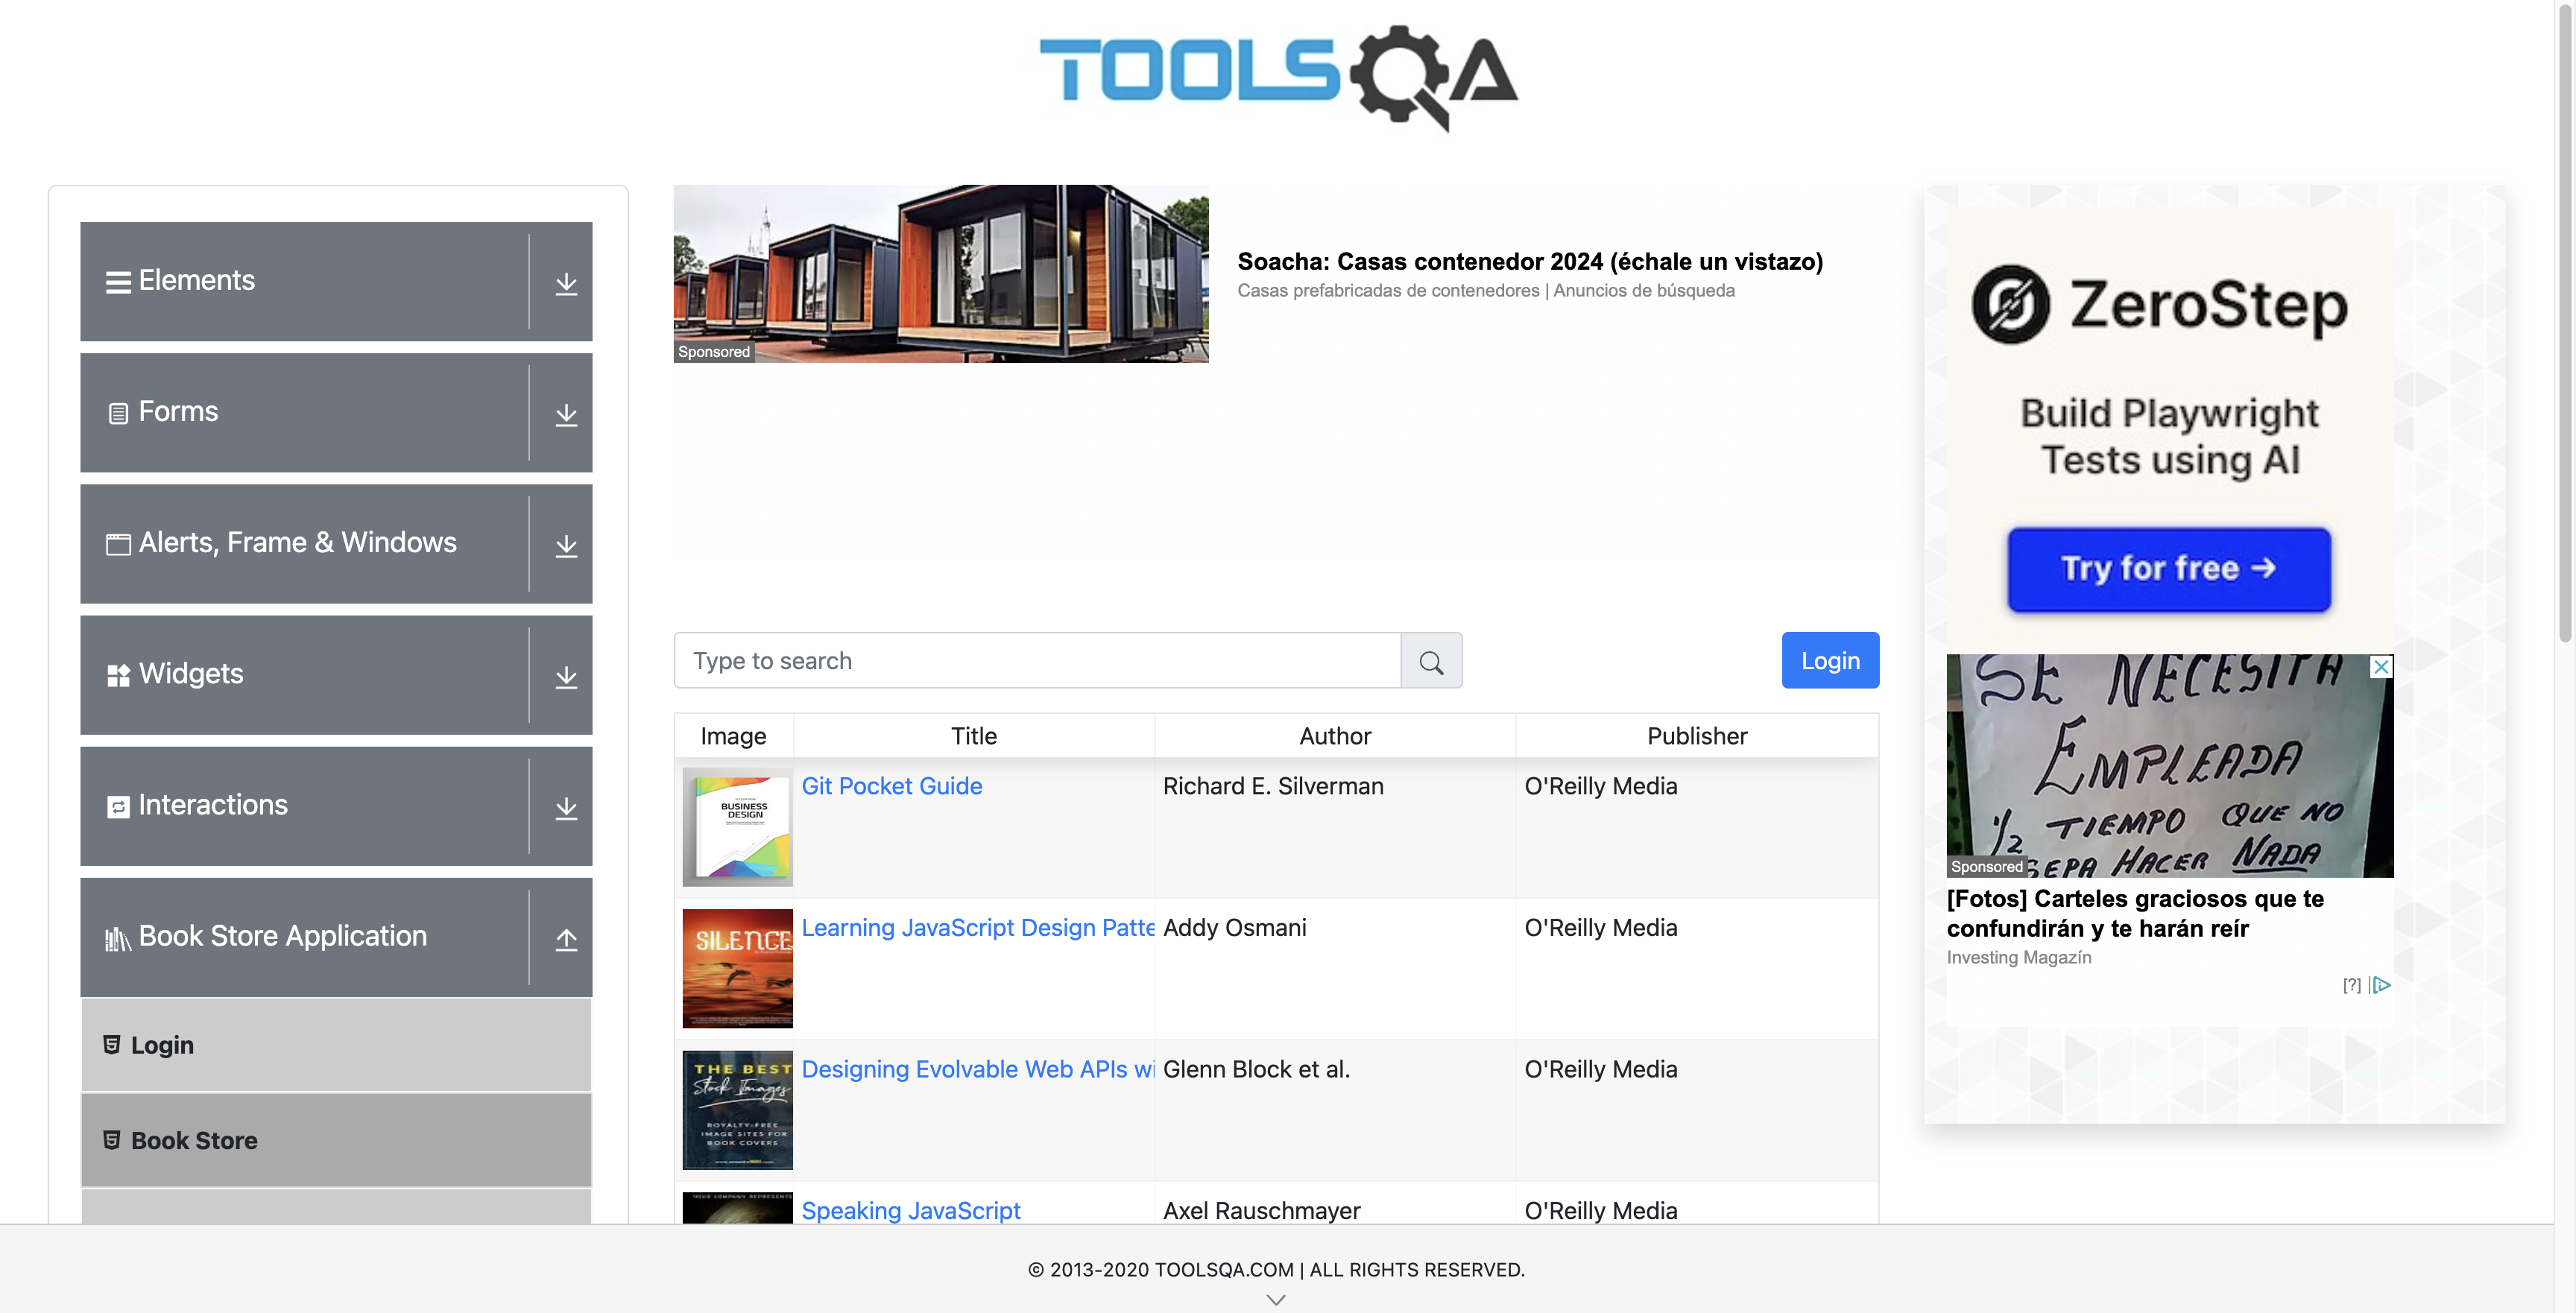 TOOLSQA
Elements
Forms
Alerts, Frame & Windows
Widgets
Interactions
Book Store Application
Login
Book Store
Sponsored
Soacha: Casas contenedor 2024 (échale un vistazo)
Casas prefabricadas de contenedores | Anuncios de búsqueda
Type to search
Login
Image Title Author Publisher
BUSINESS
DESIGN
Git Pocket Guide Richard E. Silverman O'Reilly Media
SILENCE
Learning JavaScript Design Patte Addy Osmani O'Reilly Media
THE BEST
Stock Images
ROYALTY-FREE
IMAGE SITES FOR
BOOK COVERS
Designing Evolvable Web APIs wi Glenn Block et al. O'Reilly Media
YOUR COMPANY REPRESENTS
Speaking JavaScript Axel Rauschmayer O'Reilly Media
ZeroStep
Build Playwright
Tests using AI
Try for free →
SE NECESITA
EMPLEADA
1/2 TIEMPO QUE NO
SEPA HACER NADA
Sponsored
[Fotos] Carteles graciosos que te
confundirán y te harán reír
Investing Magazín
[?]
© 2013-2020 TOOLSQA.COM | ALL RIGHTS RESERVED.